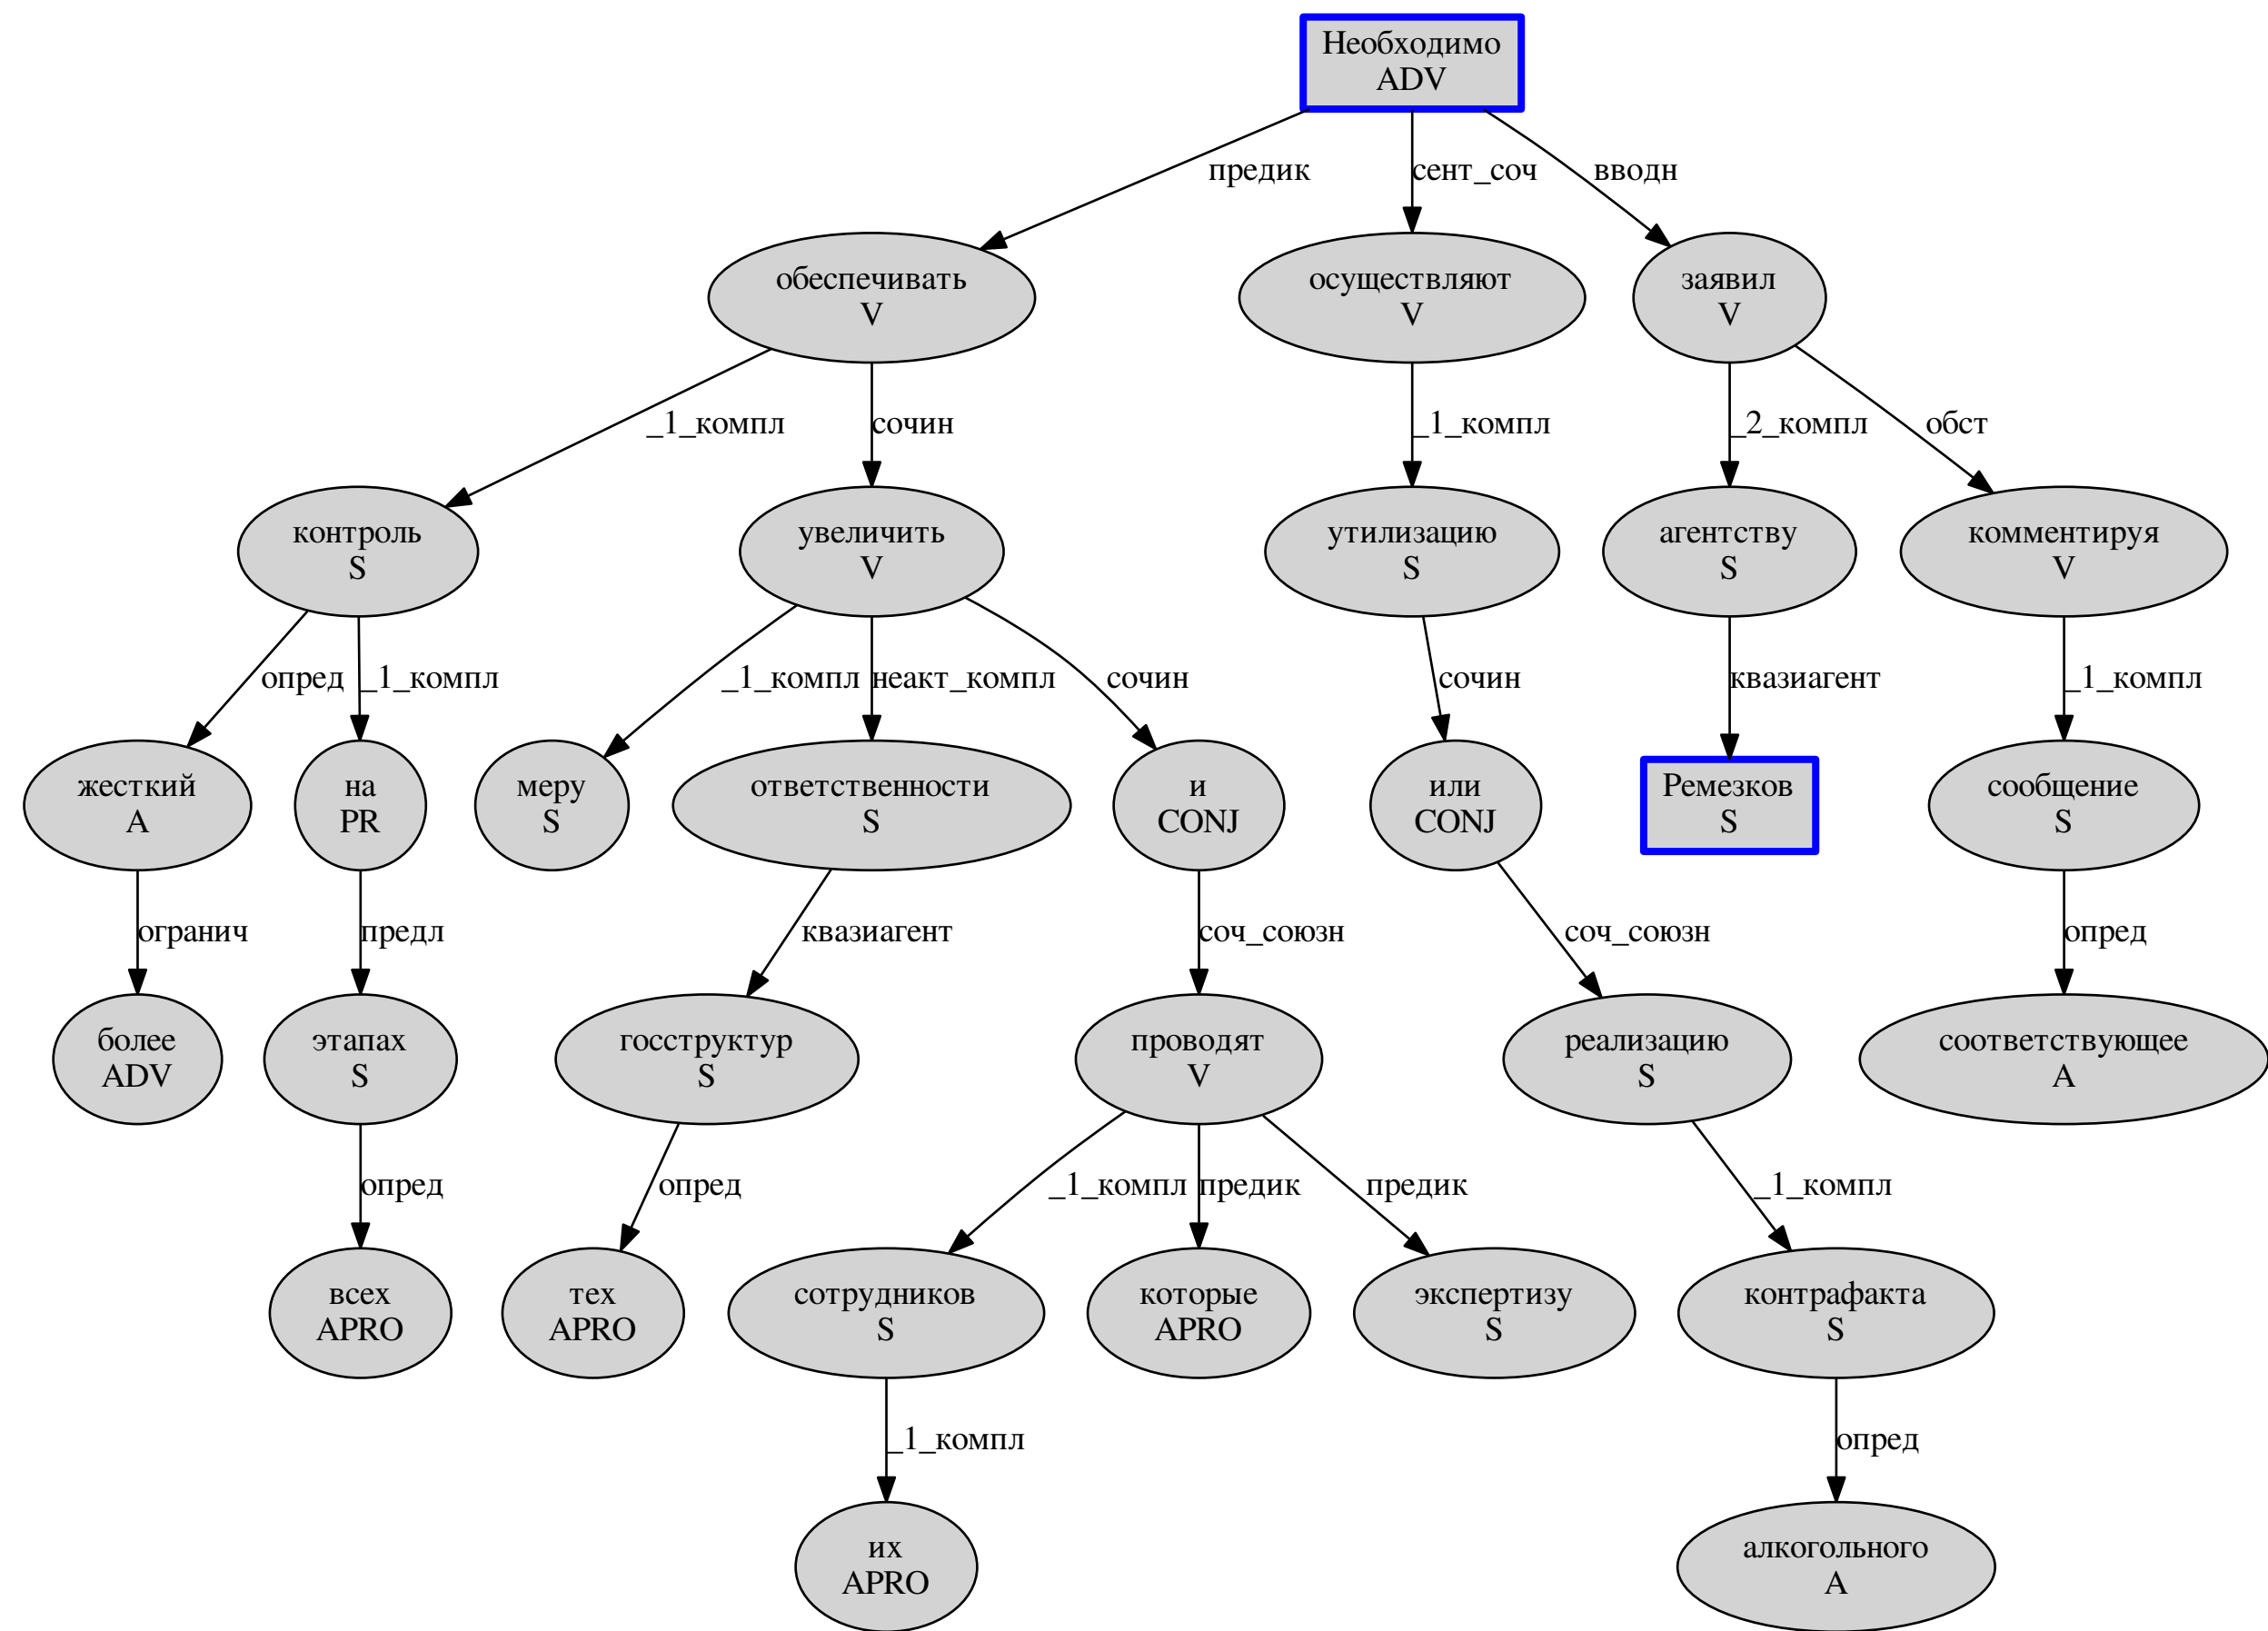 Необходимо
ADV
предик
сент_соч
вводн
обеспечивать
V
осуществляют
V
заявил
V
_1_компл
сочин
_1_компл
_2_компл
обст
контроль
S
увеличить
V
утилизацию
S
агентству
S
комментируя
V
опред
_1_компл
_1_компл
неакт_компл
сочин
сочин
квазиагент
_1_компл
жесткий
A
на
PR
меру
S
ответственности
S
и
CONJ
или
CONJ
Ремезков
S
сообщение
S
огранич
предл
квазиагент
соч_союзн
соч_союзн
опред
более
ADV
этапах
S
госструктур
S
проводят
V
реализацию
S
соответствующее
A
опред
опред
_1_компл
предик
предик
_1_компл
всех
APRO
тех
APRO
сотрудников
S
которые
APRO
экспертизу
S
контрафакта
S
_1_компл
опред
их
APRO
алкогольного
A